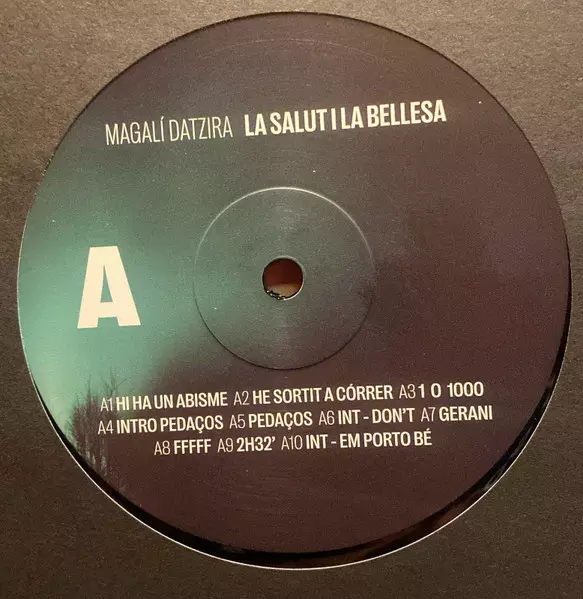 MAGALÍ DATZIRA LA SALUT I LA BELLESA
A
A1 HI HA UN ABISME A2 HE SORTIT A CÓRRER A3 1 O 1000
A4 INTRO PEDAÇOS A5 PEDAÇOS A6 INT - DON'T A7 GERANI
A8 FFFFF A9 2H32' A10 INT - EM PORTO BÉ